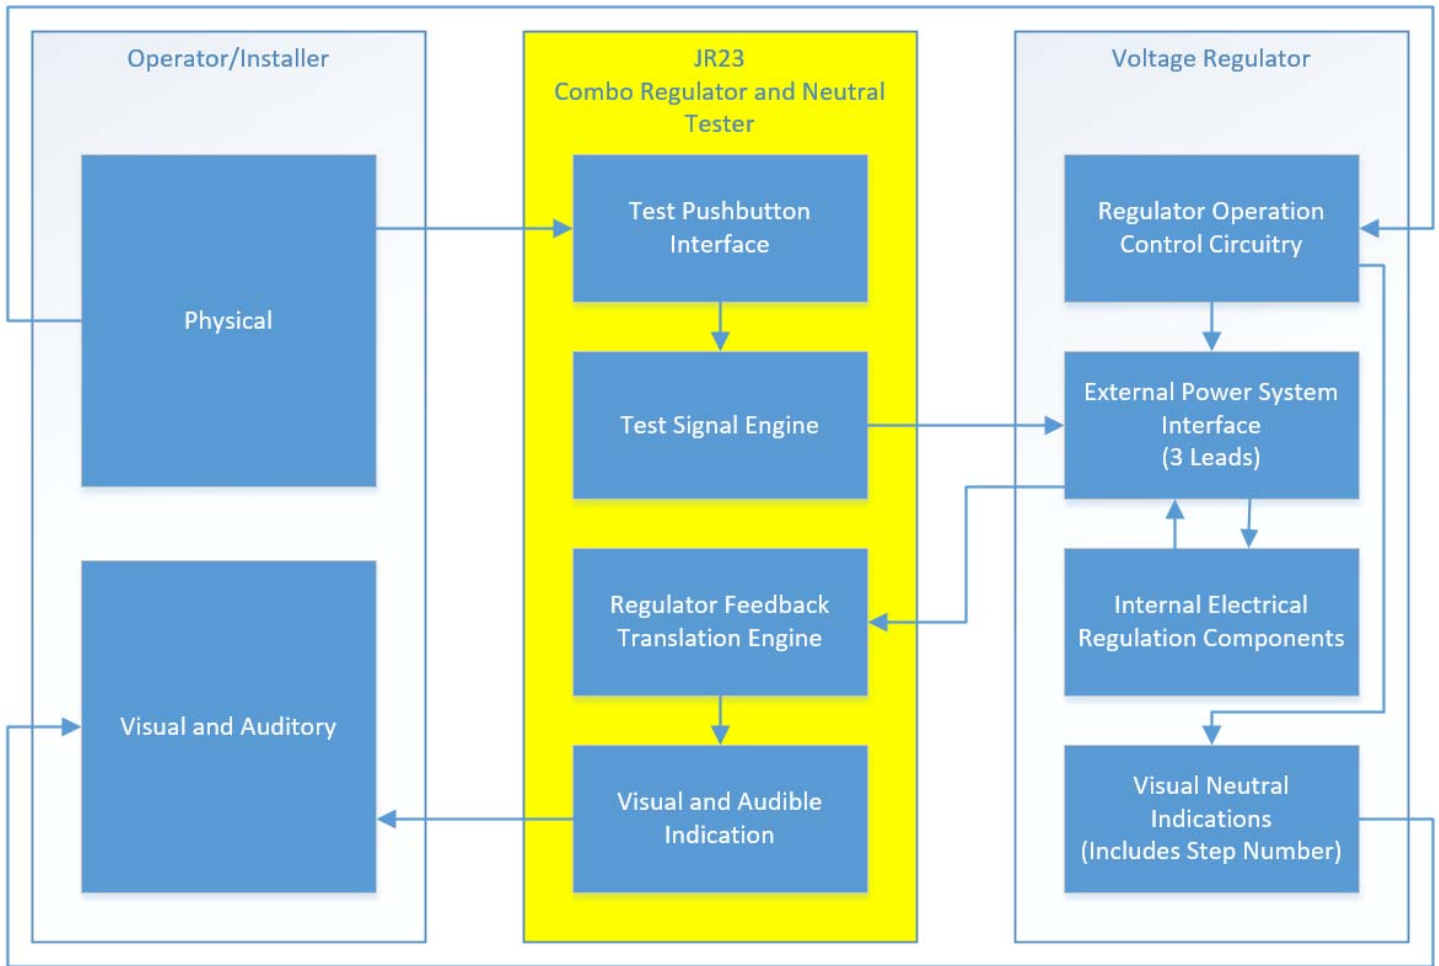 Operator/Installer
Physical
Visual and Auditory
JR23
Combo Regulator and Neutral
Tester
Test Pushbutton
Interface
Test Signal Engine
Regulator Feedback
Translation Engine
Visual and Audible
Indication
Voltage Regulator
Regulator Operation
Control Circuitry
External Power System
Interface
(3 Leads)
Internal Electrical
Regulation Components
Visual Neutral
Indications
(Includes Step Number)